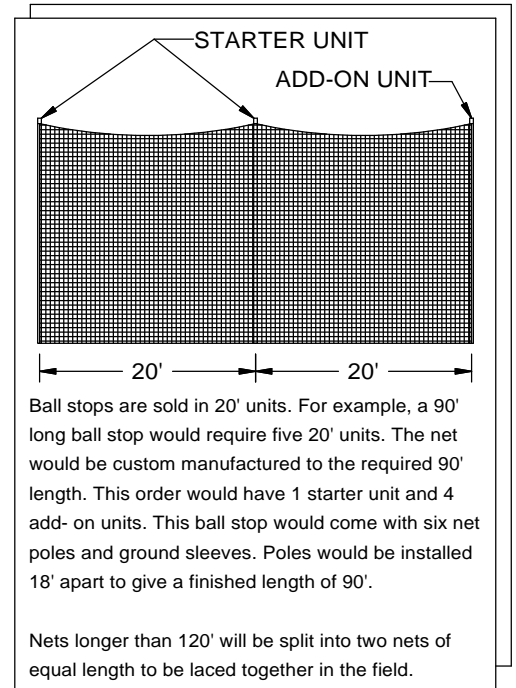 STARTER UNIT
ADD-ON UNIT
20' 20'
Ball stops are sold in 20' units. For example, a 90'
long ball stop would require five 20' units. The net
would be custom manufactured to the required 90'
length. This order would have 1 starter unit and 4
add- on units. This ball stop would come with six net
poles and ground sleeves. Poles would be installed
18' apart to give a finished length of 90'.
Nets longer than 120' will be split into two nets of
equal length to be laced together in the field.